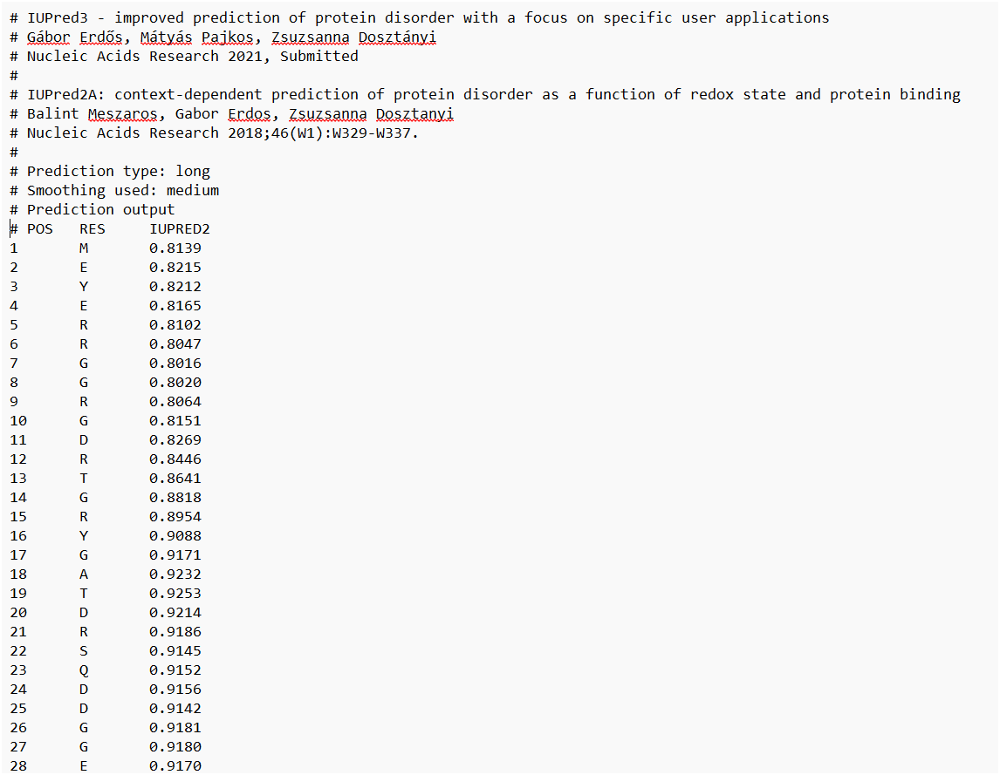 # IUPred3 - improved prediction of protein disorder with a focus on specific user applications
# Gábor Erdős, Mátyás Pajkos, Zsuzsanna Dosztányi
# Nucleic Acids Research 2021, Submitted
#
# IUPred2A: context-dependent prediction of protein disorder as a function of redox state and protein binding
# Balint Meszaros, Gabor Erdos, Zsuzsanna Dosztanyi
# Nucleic Acids Research 2018;46(W1):W329-W337.
#
# Prediction type: long
# Smoothing used: medium
# Prediction output
# POS	RES	IUPRED2
1	M	0.8139
2	E	0.8215
3	Y	0.8212
4	E	0.8165
5	R	0.8102
6	R	0.8047
7	G	0.8016
8	G	0.8020
9	R	0.8064
10	G	0.8151
11	D	0.8269
12	R	0.8446
13	T	0.8641
14	G	0.8818
15	R	0.8954
16	Y	0.9088
17	G	0.9171
18	A	0.9232
19	T	0.9253
20	D	0.9214
21	R	0.9186
22	S	0.9145
23	Q	0.9152
24	D	0.9156
25	D	0.9142
26	G	0.9181
27	G	0.9180
28	E	0.9170